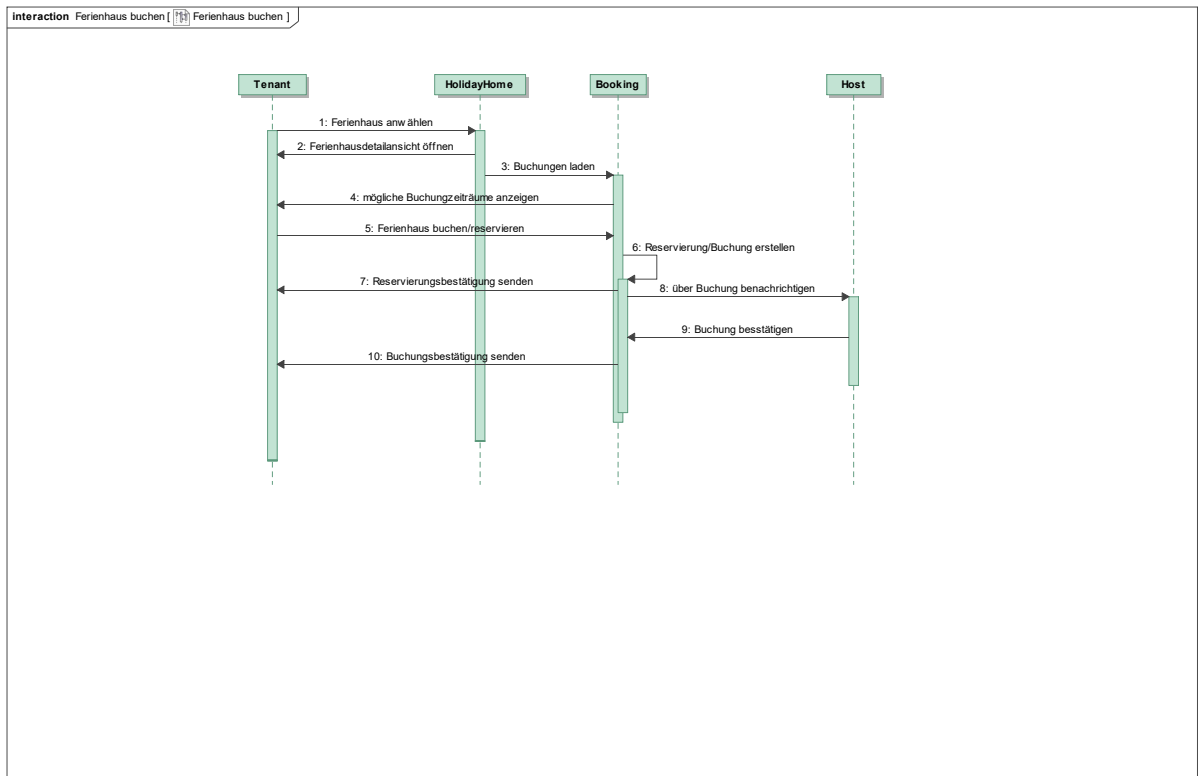 interaction Ferienhaus buchen [ Ferienhaus buchen ]
Tenant
HolidayHome
Booking
Host
1: Ferienhaus anwählen
2: Ferienhausdetailansicht öffnen
3: Buchungen laden
4: mögliche Buchungzeiträume anzeigen
5: Ferienhaus buchen/reservieren
6: Reservierung/Buchung erstellen
7: Reservierungsbestätigung senden
8: über Buchung benachrichtigen
9: Buchung besstätigen
10: Buchungsbestätigung senden